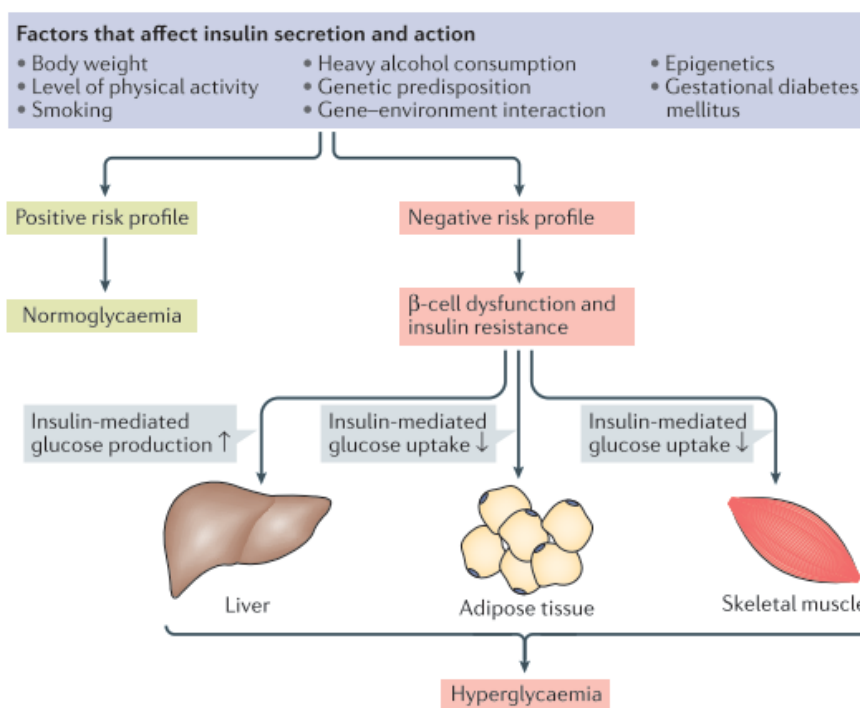 Factors that affect insulin secretion and action
• Body weight
• Level of physical activity
• Smoking
• Heavy alcohol consumption
• Genetic predisposition
• Gene–environment interaction
• Epigenetics
• Gestational diabetes
mellitus
Positive risk profile
Negative risk profile
Normoglycaemia
β-cell dysfunction and
insulin resistance
Insulin-mediated
glucose production ↑
Insulin-mediated
glucose uptake ↓
Insulin-mediated
glucose uptake ↓
Liver
Adipose tissue
Skeletal muscle
Hyperglycaemia